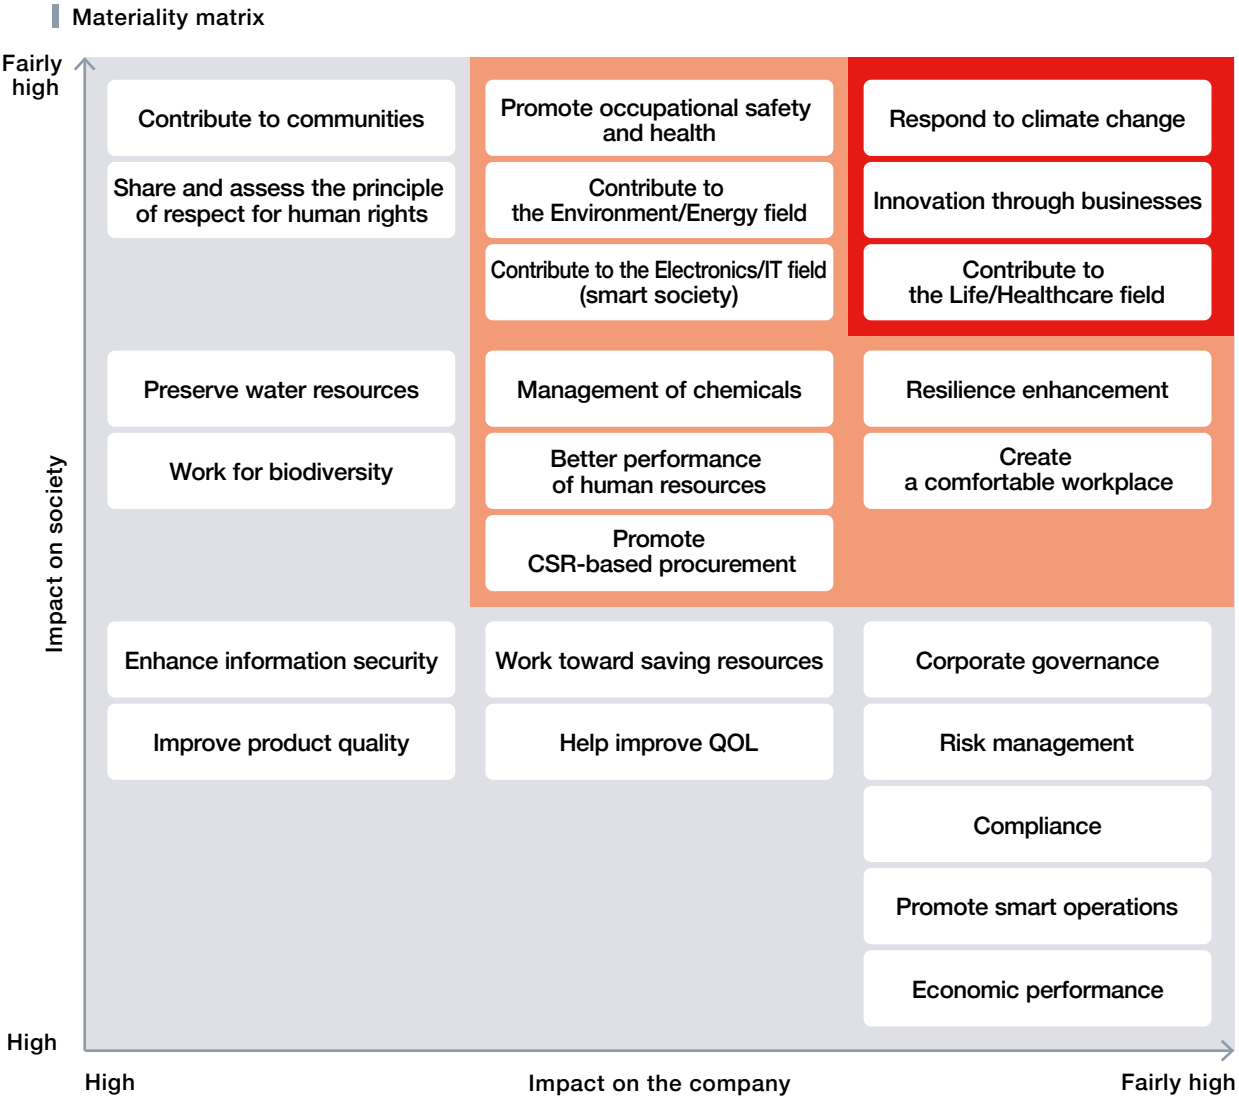 Materiality matrix
Fairly
high
Contribute to communities
Share and assess the principle
of respect for human rights
Promote occupational safety
and health
Contribute to
the Environment/Energy field
Contribute to the Electronics/IT field
(smart society)
Respond to climate change
Innovation through businesses
Contribute to
the Life/Healthcare field
Preserve water resources
Work for biodiversity
Management of chemicals
Better performance
of human resources
Promote
CSR-based procurement
Resilience enhancement
Create
a comfortable workplace
Impact on society
Enhance information security
Improve product quality
Work toward saving resources
Help improve QOL
Corporate governance
Risk management
Compliance
Promote smart operations
Economic performance
High
High
Impact on the company
Fairly high